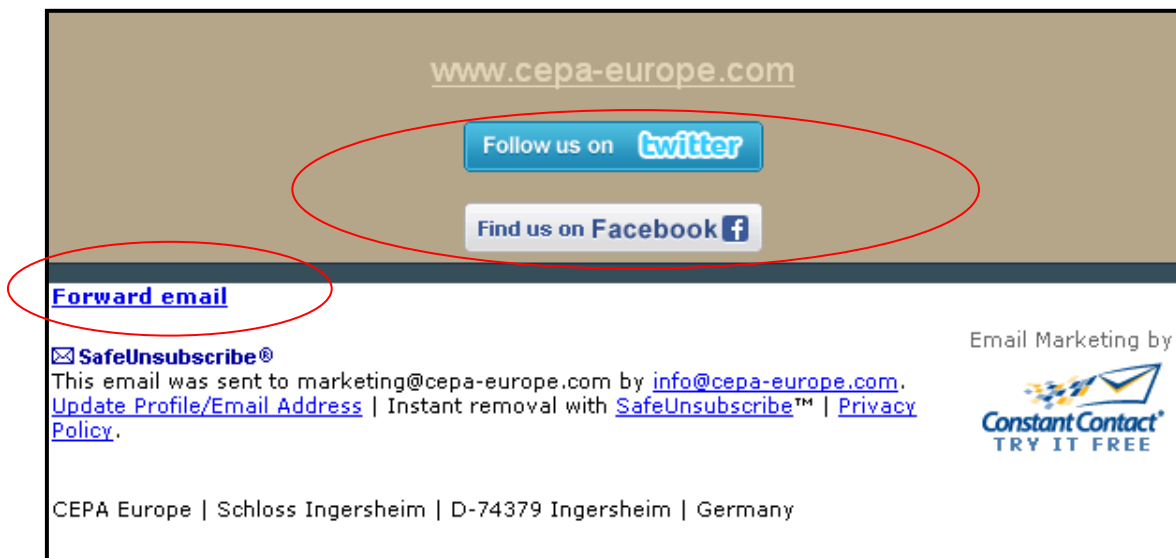 www.cepa-europe.com
Follow us on twitter
Find us on Facebook f
Forward email
SafeUnsubscribe®
This email was sent to marketing@cepa-europe.com by info@cepa-europe.com.
Update Profile/Email Address | Instant removal with SafeUnsubscribe™ | Privacy
Policy.
Email Marketing by
Constant Contact®
TRY IT FREE
CEPA Europe | Schloss Ingersheim | D-74379 Ingersheim | Germany